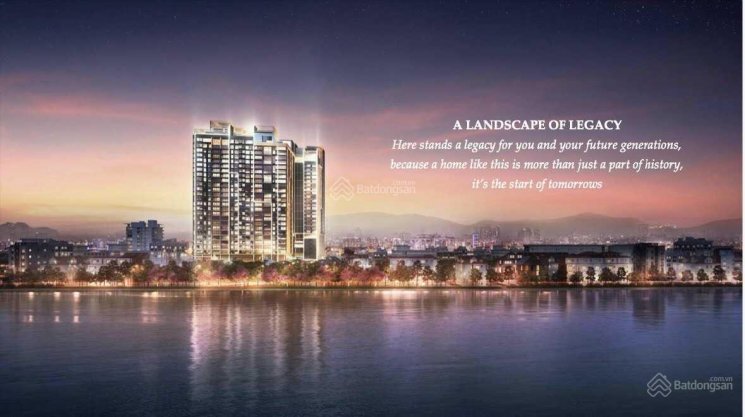 A LANDSCAPE OF LEGACY
Here stands a legacy for you and your future generations,
because a home like this is more than just a part of history,
it's the start of tomorrows
.com.vn
Batdongsan
.com.vn
Batdongsan